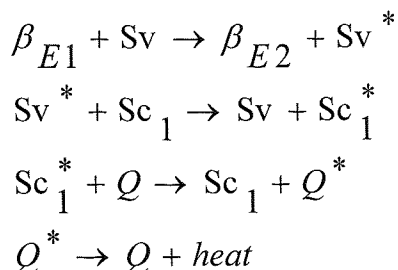 β_E1 + Sv → β_E2 + Sv*
Sv* + Sc_1 → Sv + Sc_1*
Sc_1* + Q → Sc_1 + Q*
Q* → Q + heat